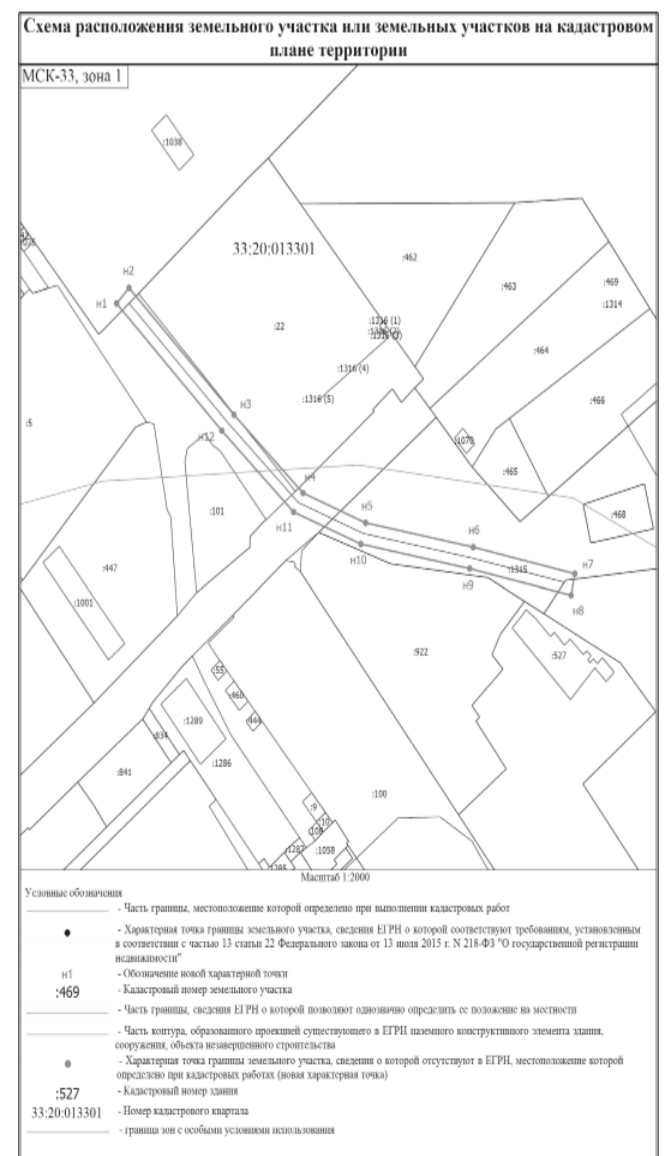 Схема расположения земельного участка или земельных участков на кадастровом
плане территории
МСК-33, зона 1
:1038
33:20:013301
:462
н2
:463
:469
н1
:1314
:1316 (1)
:22
:464
:1316 (4)
:1316 (5)
:466
н3
:5
н12
:1070
:465
н4
:101
н5
:468
н11
н6
н10
:447
:1315
н7
н9
:1001
н8
:922
:527
:55
:460
:444
:1289
:834
:1286
:841
:100
:9
:10
:1287
:1058
:1285
Масштаб 1:2000
Условные обозначения
- Часть границы, местоположение которой определено при выполнении кадастровых работ
- Характерная точка границы земельного участка, сведения ЕГРН о которой соответствуют требованиям, установленным
в соответствии с частью 13 статьи 22 Федерального закона от 13 июля 2015 г. N 218-ФЗ "О государственной регистрации
недвижимости"
н1 - Обозначение новой характерной точки
:469 - Кадастровый номер земельного участка
- Часть границы, сведения ЕГРН о которой позволяют однозначно определить ее положение на местности
- Часть контура, образованного проекцией существующего в ЕГРН наземного конструктивного элемента здания,
сооружения, объекта незавершенного строительства
- Характерная точка границы земельного участка, сведения о которой отсутствуют в ЕГРН, местоположение которой
определено при кадастровых работах (новая характерная точка)
:527 - Кадастровый номер здания
33:20:013301 - Номер кадастрового квартала
- граница зон с особыми условиями использования